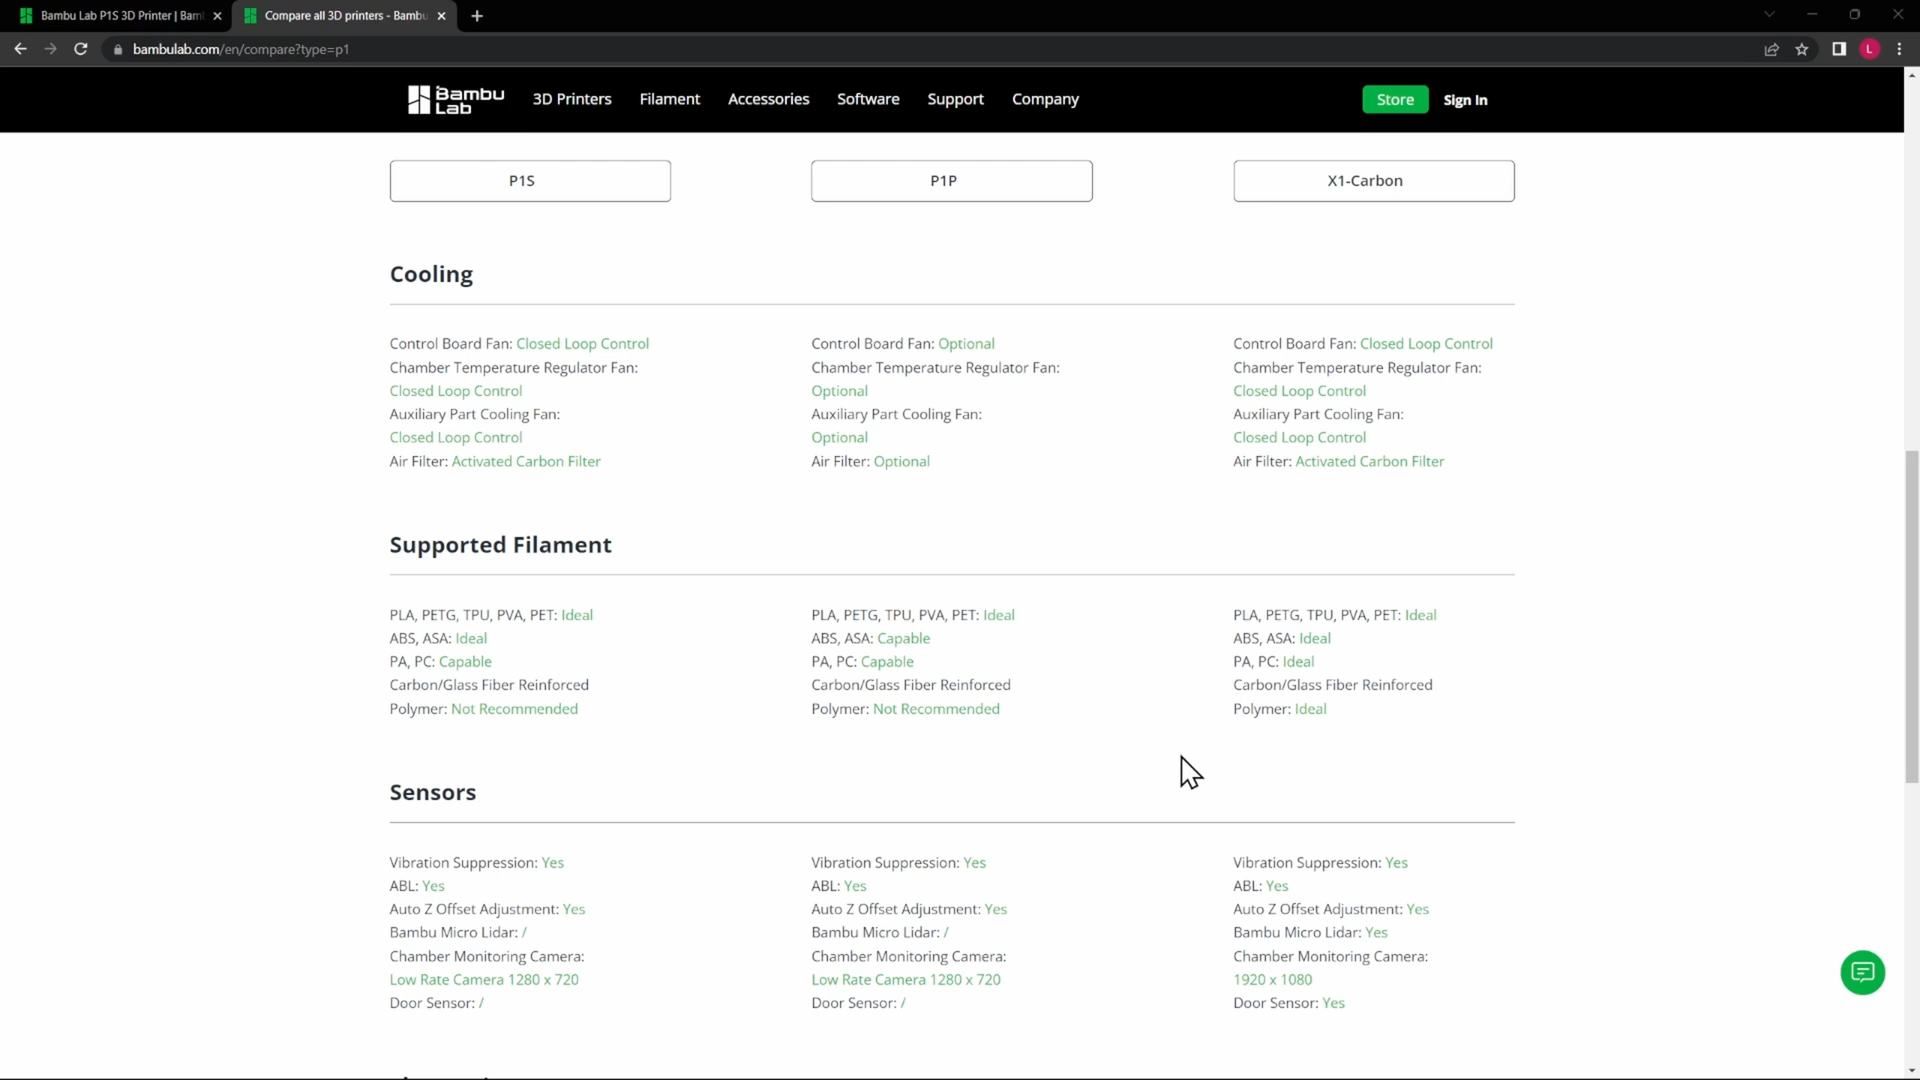 Bambu Lab P1S 3D Printer | Bam
Compare all 3D printers - Bambu
bambulab.com/en/compare?type=p1
L
Bambu Lab
3D Printers
Filament
Accessories
Software
Support
Company
Store
Sign In
P1S
P1P
X1-Carbon
Cooling
Control Board Fan: Closed Loop Control
Chamber Temperature Regulator Fan:
Closed Loop Control
Auxiliary Part Cooling Fan:
Closed Loop Control
Air Filter: Activated Carbon Filter
Control Board Fan: Optional
Chamber Temperature Regulator Fan:
Optional
Auxiliary Part Cooling Fan:
Optional
Air Filter: Optional
Control Board Fan: Closed Loop Control
Chamber Temperature Regulator Fan:
Closed Loop Control
Auxiliary Part Cooling Fan:
Closed Loop Control
Air Filter: Activated Carbon Filter
Supported Filament
PLA, PETG, TPU, PVA, PET: Ideal
ABS, ASA: Ideal
PA, PC: Capable
Carbon/Glass Fiber Reinforced
Polymer: Not Recommended
PLA, PETG, TPU, PVA, PET: Ideal
ABS, ASA: Capable
PA, PC: Capable
Carbon/Glass Fiber Reinforced
Polymer: Not Recommended
PLA, PETG, TPU, PVA, PET: Ideal
ABS, ASA: Ideal
PA, PC: Ideal
Carbon/Glass Fiber Reinforced
Polymer: Ideal
Sensors
Vibration Suppression: Yes
ABL: Yes
Auto Z Offset Adjustment: Yes
Bambu Micro Lidar: /
Chamber Monitoring Camera:
Low Rate Camera 1280 x 720
Door Sensor: /
Vibration Suppression: Yes
ABL: Yes
Auto Z Offset Adjustment: Yes
Bambu Micro Lidar: /
Chamber Monitoring Camera:
Low Rate Camera 1280 x 720
Door Sensor: /
Vibration Suppression: Yes
ABL: Yes
Auto Z Offset Adjustment: Yes
Bambu Micro Lidar: Yes
Chamber Monitoring Camera:
1920 x 1080
Door Sensor: Yes